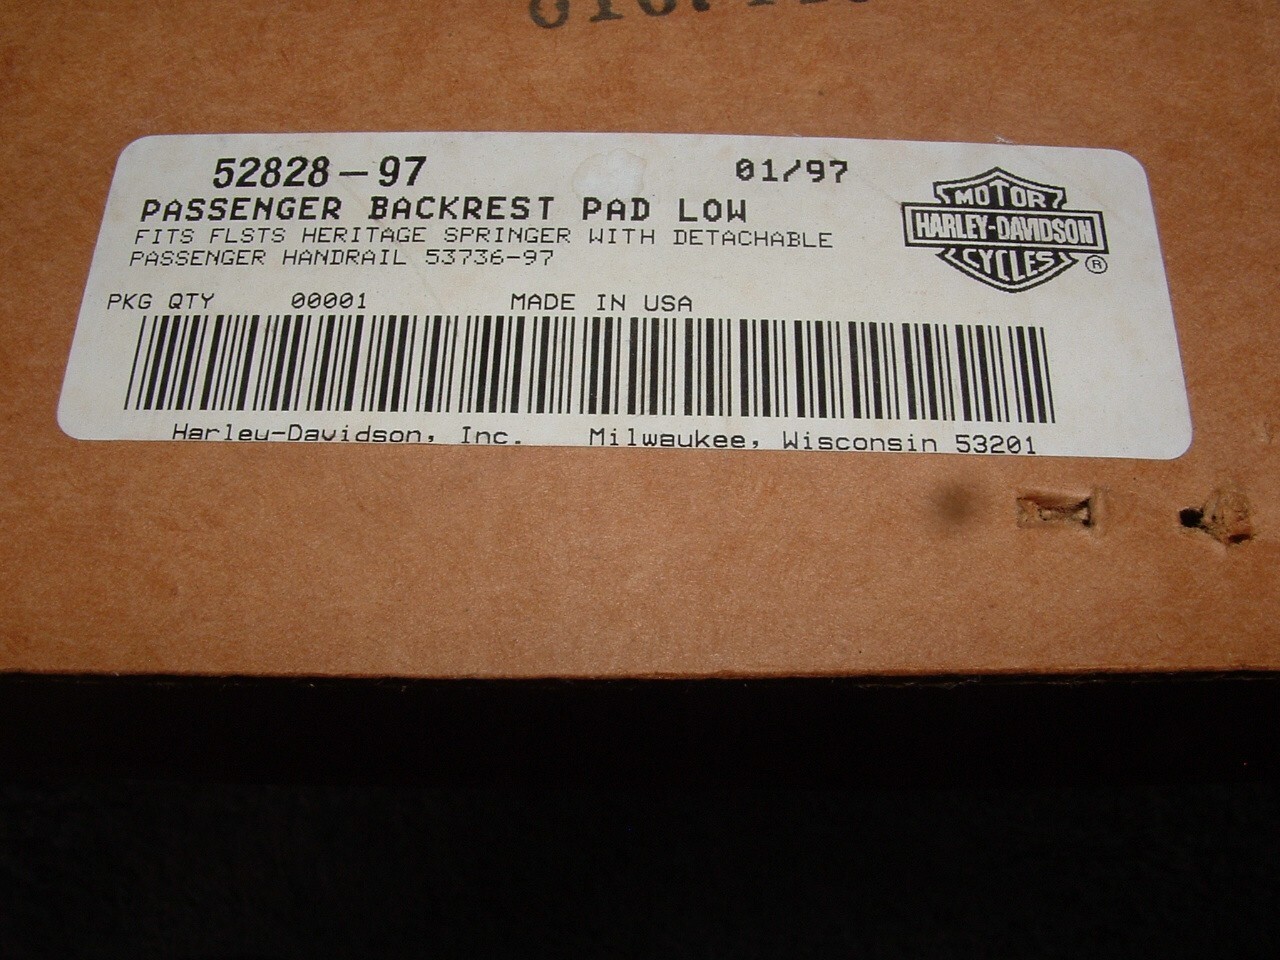 52828-97 01/97
PASSENGER BACKREST PAD LOW
FITS FLSTS HERITAGE SPRINGER WITH DETACHABLE
PASSENGER HANDRAIL 53736-97
MOTOR
HARLEY-DAVIDSON
CYCLES
®
PKG QTY 00001 MADE IN USA
Harley-Davidson, Inc. Milwaukee, Wisconsin 53201